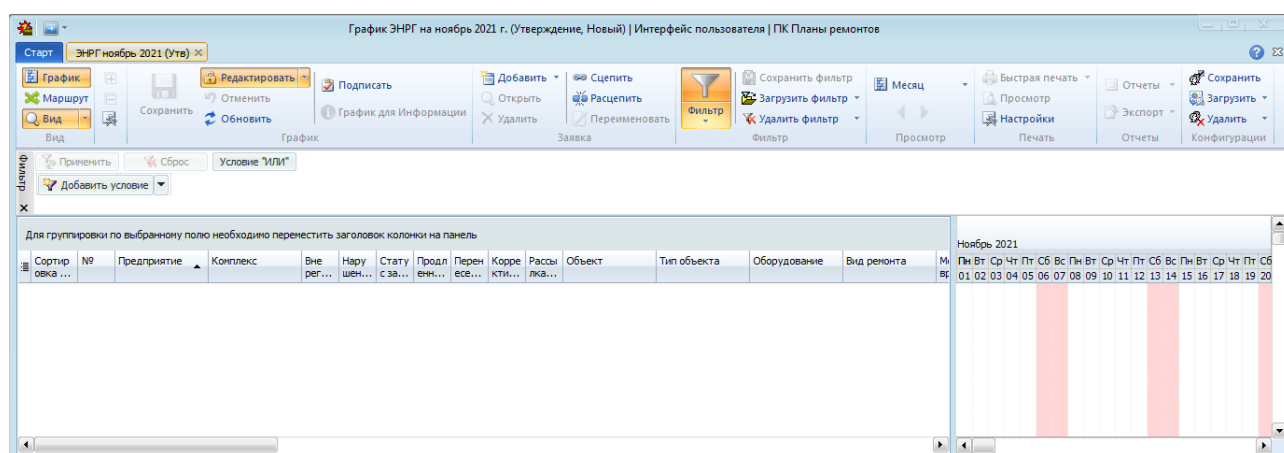 График ЭНРГ на ноябрь 2021 г. (Утверждение, Новый) | Интерфейс пользователя | ПК Планы ремонтов
Старт ЭНРГ ноябрь 2021 (Утв)
График Редактировать Подписать Добавить Сцепить Сохранить фильтр Месяц Быстрая печать Отчеты Сохранить
Маршрут Сохранить Отменить График для Информации Открыть Расцепить Фильтр Загрузить фильтр Просмотр Экспорт Загрузить
Вид Обновить Удалить Переименовать Удалить фильтр Настройки Удалить
Вид График Заявка Фильтр Просмотр Печать Отчеты Конфигурации
Фильтр Применить Сброс Условие "ИЛИ"
Добавить условие
Для группировки по выбранному полю необходимо переместить заголовок колонки на панель
Ноябрь 2021
Сортир № Предприятие Комплекс Вне Нару Стату Продл Перен Корре Рассы Объект Тип объекта Оборудование Вид ремонта Пн Вт Ср Чт Пт Сб Вс Пн Вт Ср Чт Пт Сб Вс Пн Вт Ср Чт Пт Сб
овка ... рег... шен... с за... енн... есе... кти... лка... вр 01 02 03 04 05 06 07 08 09 10 11 12 13 14 15 16 17 18 19 20